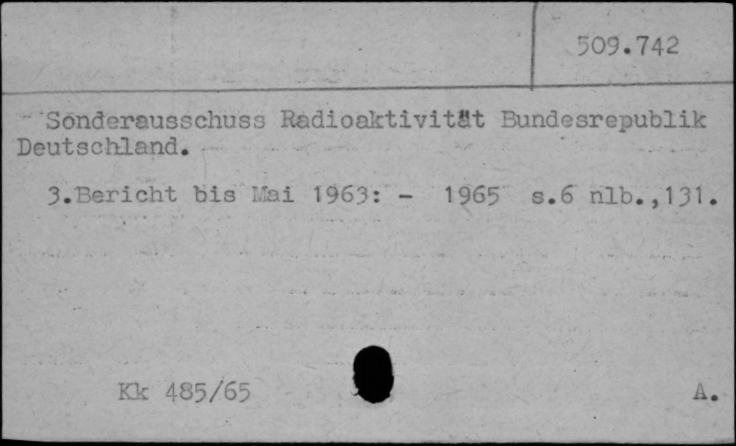 509.742
Sonderausschuss Radioaktivität Bundesrepublik
Deutschland.
3.Bericht bis Mai 1963: - 1965 s.6 nlb.,131.
Kk 485/65 A.